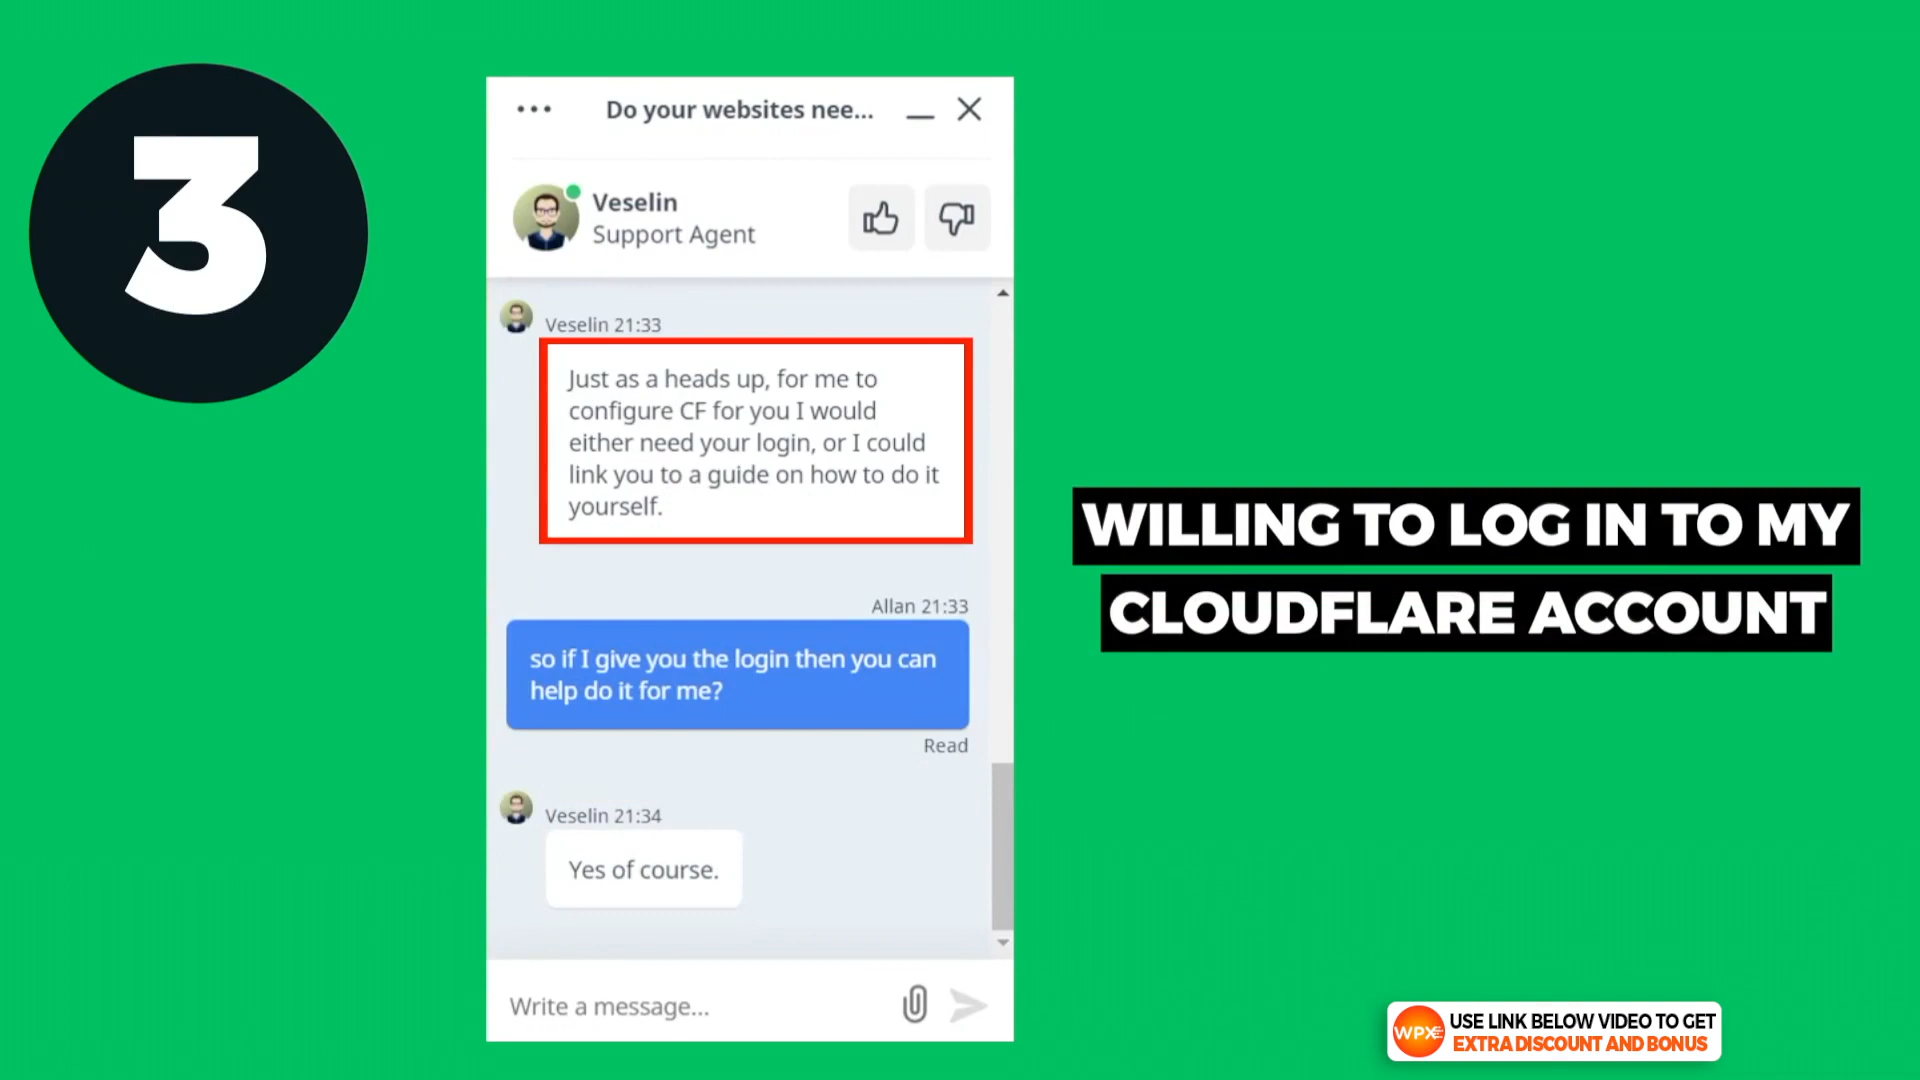 3
Do your websites nee...
Veselin
Support Agent
Veselin 21:33
Just as a heads up, for me to
configure CF for you I would
either need your login, or I could
link you to a guide on how to do it
yourself.
Allan 21:33
so if I give you the login then you can
help do it for me?
Read
Veselin 21:34
Yes of course.
Write a message...
WILLING TO LOG IN TO MY
CLOUDFLARE ACCOUNT
WPX
USE LINK BELOW VIDEO TO GET
EXTRA DISCOUNT AND BONUS